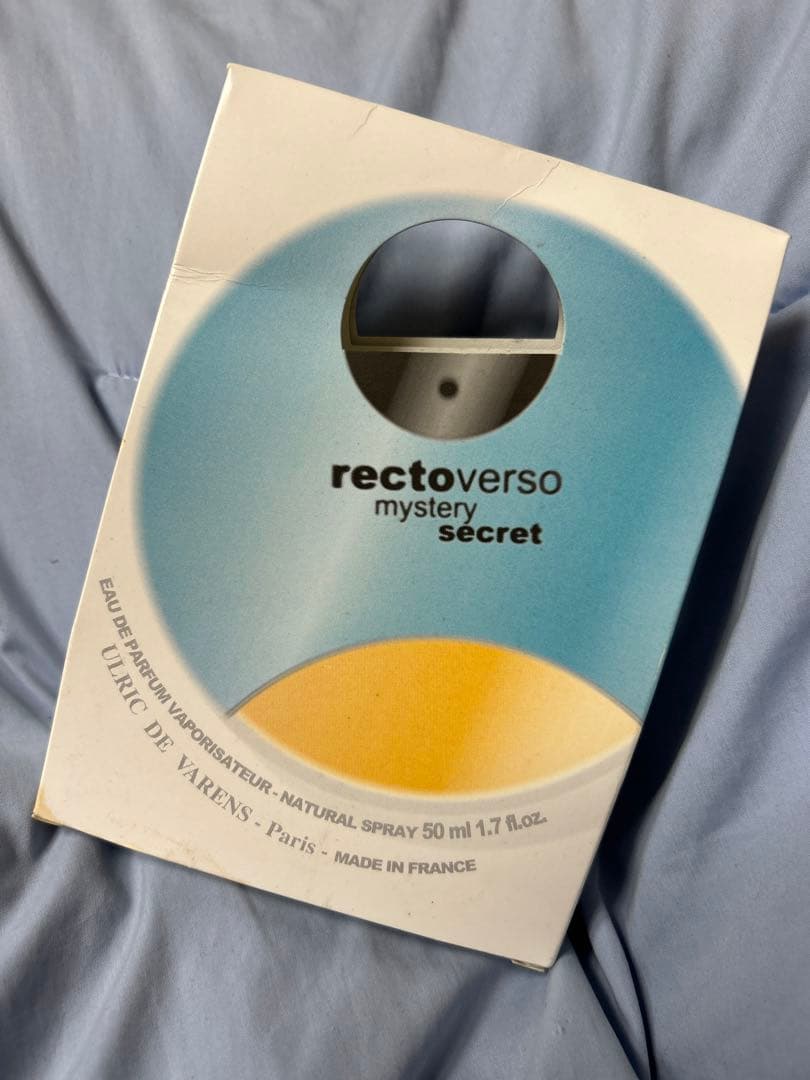 rectoverso
mystery
secret
EAU DE PARFUM VAPORISATEUR - NATURAL SPRAY 50 ml 1.7 fl.oz.
ULRIC DE VARENS - Paris - MADE IN FRANCE